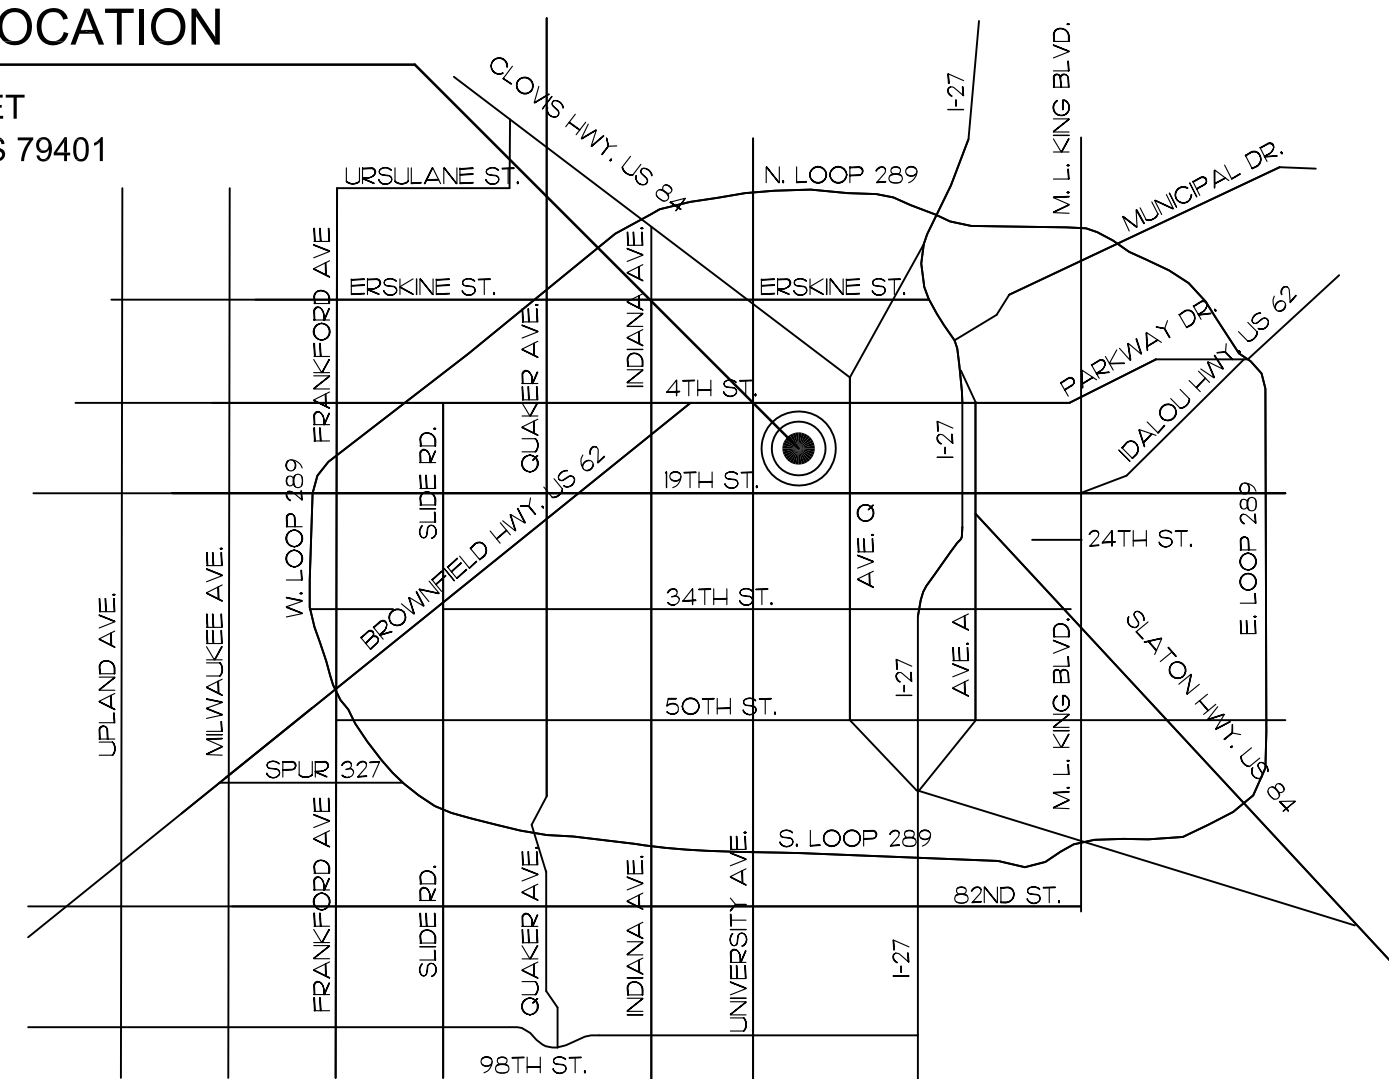 OCATION
ET
S 79401
CLOVIS HWY. US 84
I-27
M. L. KING BLVD.
URSULANE ST.
N. LOOP 289
MUNICIPAL DR.
FRANKFORD AVE
INDIANA AVE.
ERSKINE ST.
ERSKINE ST.
QUAKER AVE.
PARKWAY DR.
IDALOU HWY. US 62
4TH ST.
SLIDE RD.
I-27
BROWNFIELD HWY. US 62
19TH ST.
W. LOOP 289
AVE. Q
24TH ST.
E. LOOP 289
UPLAND AVE.
MILWAUKEE AVE.
34TH ST.
AVE. A
I-27
M. L. KING BLVD.
SLATON HWY. US 84
50TH ST.
SPUR 327
FRANKFORD AVE
SLIDE RD.
QUAKER AVE.
INDIANA AVE.
UNIVERSITY AVE.
S. LOOP 289
82ND ST.
I-27
98TH ST.